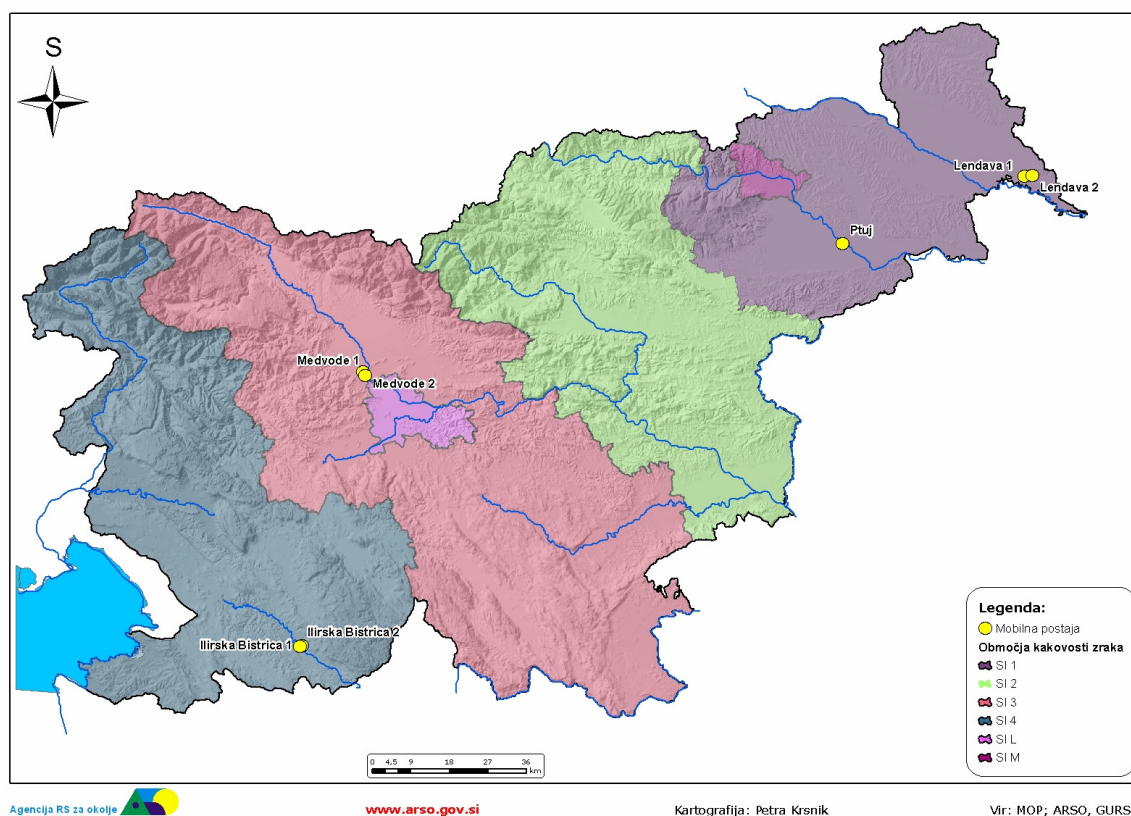 S
Lendava 1
Lendava 2
Ptuj
Medvode 1
Medvode 2
Ilirska Bistrica 2
Ilirska Bistrica 1
Legenda:
Mobilna postaja
Območja kakovosti zraka
SI 1
SI 2
SI 3
SI 4
SI L
SI M
0 4,5 9 18 27 36
km
Agencija RS za okolje
www.arso.gov.si
Kartografija: Petra Krsnik
Vir: MOP; ARSO, GURS